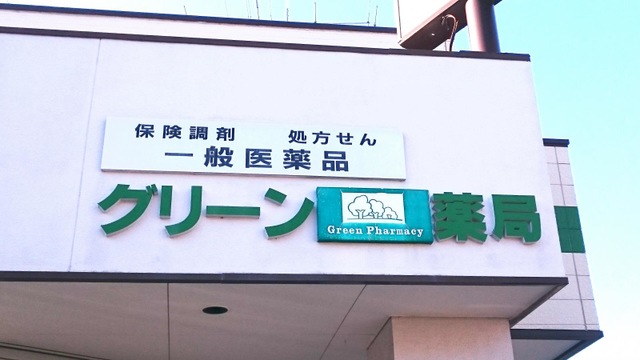 保険調剤　処方せん
一般医薬品
グリーン薬局
Green Pharmacy